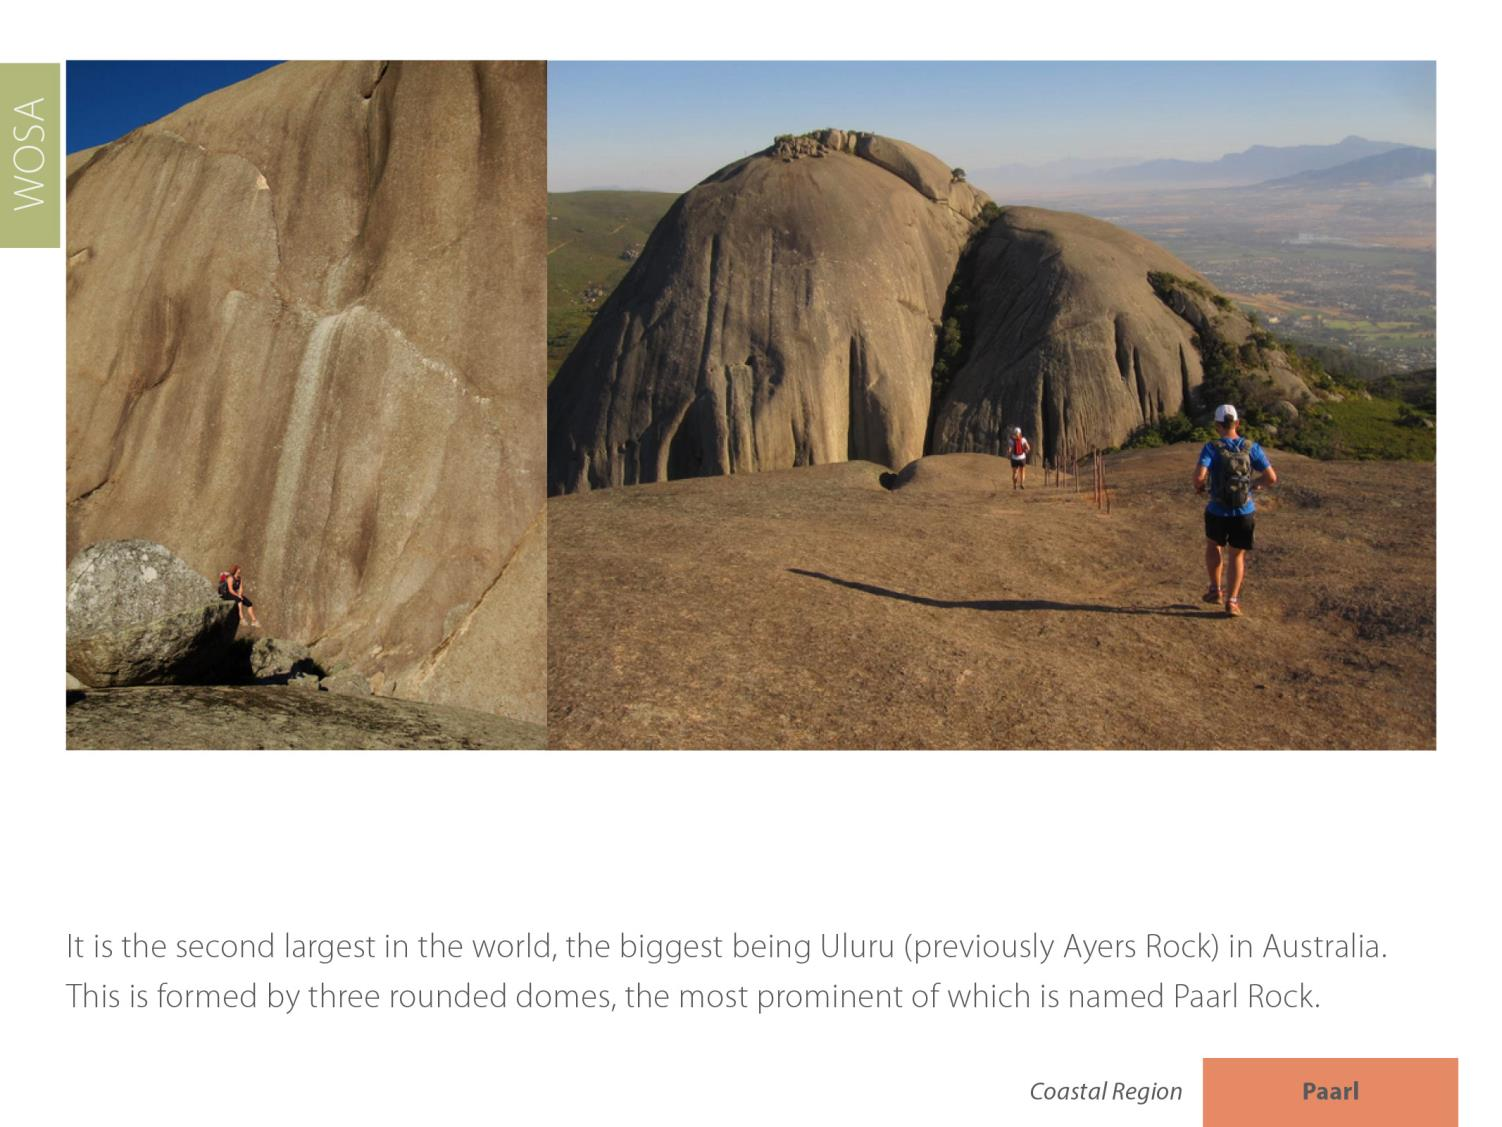 WOSA
It is the second largest in the world, the biggest being Uluru (previously Ayers Rock) in Australia.
This is formed by three rounded domes, the most prominent of which is named Paarl Rock.
Coastal Region
Paarl